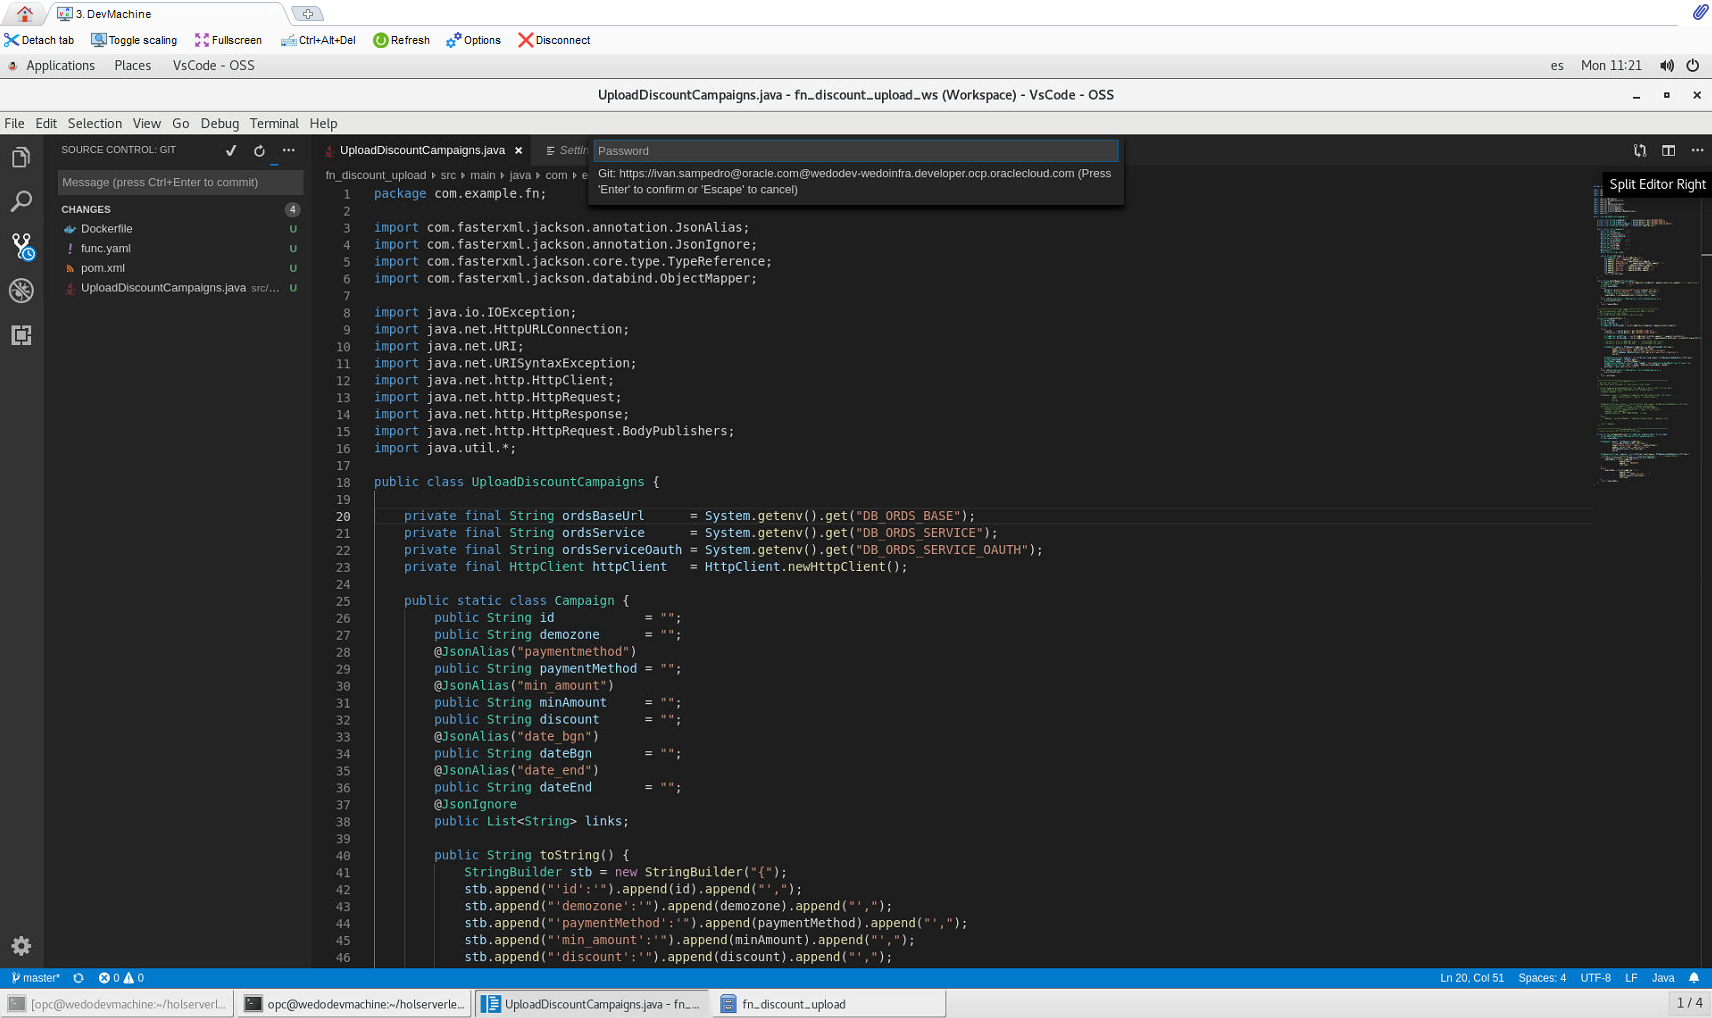 3. DevMachine
Detach tab
Toggle scaling
Fullscreen
Ctrl+Alt+Del
Refresh
Options
Disconnect
Applications
Places
VsCode - OSS
es
Mon 11:21
UploadDiscountCampaigns.java - fn_discount_upload_ws (Workspace) - VsCode - OSS
File Edit Selection View Go Debug Terminal Help
SOURCE CONTROL: GIT
Message (press Ctrl+Enter to commit)
CHANGES 4
Dockerfile U
func.yaml U
pom.xml U
UploadDiscountCampaigns.java src/... U
UploadDiscountCampaigns.java
Settin
Password
Git: https://ivan.sampedro@oracle.com@wedodev-wedoinfra.developer.ocp.oraclecloud.com (Press
'Enter' to confirm or 'Escape' to cancel)
Split Editor Right
fn_discount_upload › src › main › java › com › e
1 package com.example.fn;
2
3 import com.fasterxml.jackson.annotation.JsonAlias;
4 import com.fasterxml.jackson.annotation.JsonIgnore;
5 import com.fasterxml.jackson.core.type.TypeReference;
6 import com.fasterxml.jackson.databind.ObjectMapper;
7
8 import java.io.IOException;
9 import java.net.HttpURLConnection;
10 import java.net.URI;
11 import java.net.URISyntaxException;
12 import java.net.http.HttpClient;
13 import java.net.http.HttpRequest;
14 import java.net.http.HttpResponse;
15 import java.net.http.HttpRequest.BodyPublishers;
16 import java.util.*;
17
18 public class UploadDiscountCampaigns {
19
20 private final String ordsBaseUrl = System.getenv().get("DB_ORDS_BASE");
21 private final String ordsService = System.getenv().get("DB_ORDS_SERVICE");
22 private final String ordsServiceOauth = System.getenv().get("DB_ORDS_SERVICE_OAUTH");
23 private final HttpClient httpClient = HttpClient.newHttpClient();
24
25 public static class Campaign {
26 public String id = "";
27 public String demozone = "";
28 @JsonAlias("paymentmethod")
29 public String paymentMethod = "";
30 @JsonAlias("min_amount")
31 public String minAmount = "";
32 public String discount = "";
33 @JsonAlias("date_bgn")
34 public String dateBgn = "";
35 @JsonAlias("date_end")
36 public String dateEnd = "";
37 @JsonIgnore
38 public List<String> links;
39
40 public String toString() {
41 StringBuilder stb = new StringBuilder("{");
42 stb.append("'id':'").append(id).append("',");
43 stb.append("'demozone':'").append(demozone).append("',");
44 stb.append("'paymentMethod':'").append(paymentMethod).append("',");
45 stb.append("'min_amount':'").append(minAmount).append("',");
46 stb.append("'discount':'").append(discount).append("',");
master* 0 0
Ln 20, Col 51
Spaces: 4
UTF-8
LF
Java
[opc@wedodevmachine:~/holserverl...
opc@wedodevmachine:~/holserverle...
UploadDiscountCampaigns.java - fn_...
fn_discount_upload
1 / 4